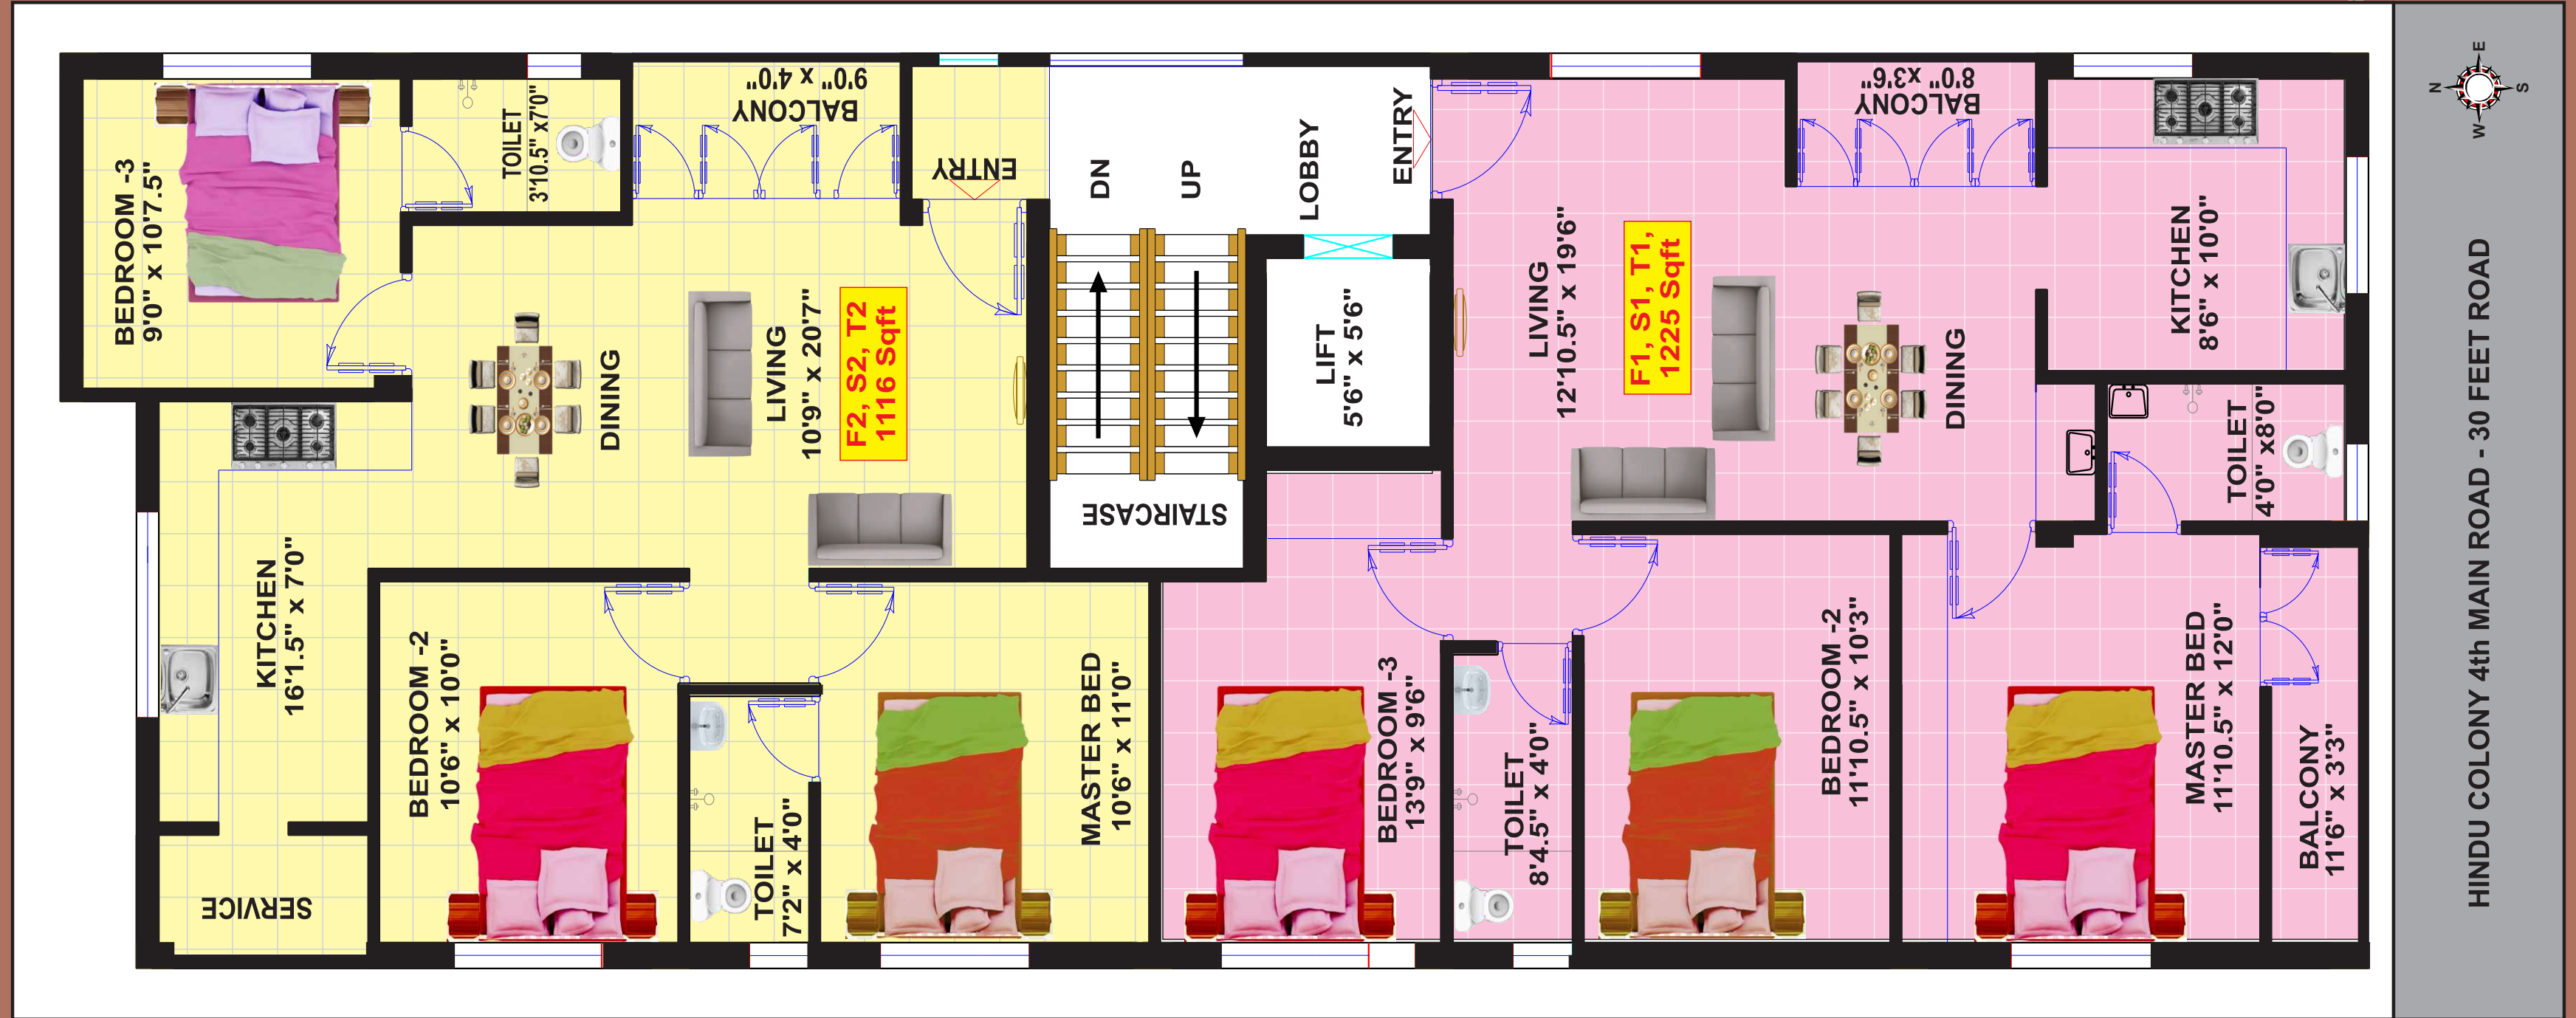 BEDROOM -3
9'0" x 10'7.5"
TOILET
3'10.5" x7'0"
BALCONY
9'0" x 4'0"
ENTRY
DN
UP
LOBBY
ENTRY
BALCONY
8'0" x3'6"
KITCHEN
8'6" x 10'0"
DINING
LIVING
10'9" x 20'7"
F2, S2, T2
1116 Sqft
STAIRCASE
LIFT
5'6" x 5'6"
LIVING
12'10.5" x 19'6"
F1, S1, T1,
1225 Sqft
DINING
TOILET
4'0" x8'0"
KITCHEN
16'1.5" x 7'0"
SERVICE
BEDROOM -2
10'6" x 10'0"
TOILET
7'2" x 4'0"
MASTER BED
10'6" x 11'0"
BEDROOM -3
13'9" x 9'6"
TOILET
8'4.5" x 4'0"
BEDROOM -2
11'10.5" x 10'3"
MASTER BED
11'10.5" x 12'0"
BALCONY
11'6" x 3'3"
E
N
S
W
HINDU COLONY 4th MAIN ROAD - 30 FEET ROAD